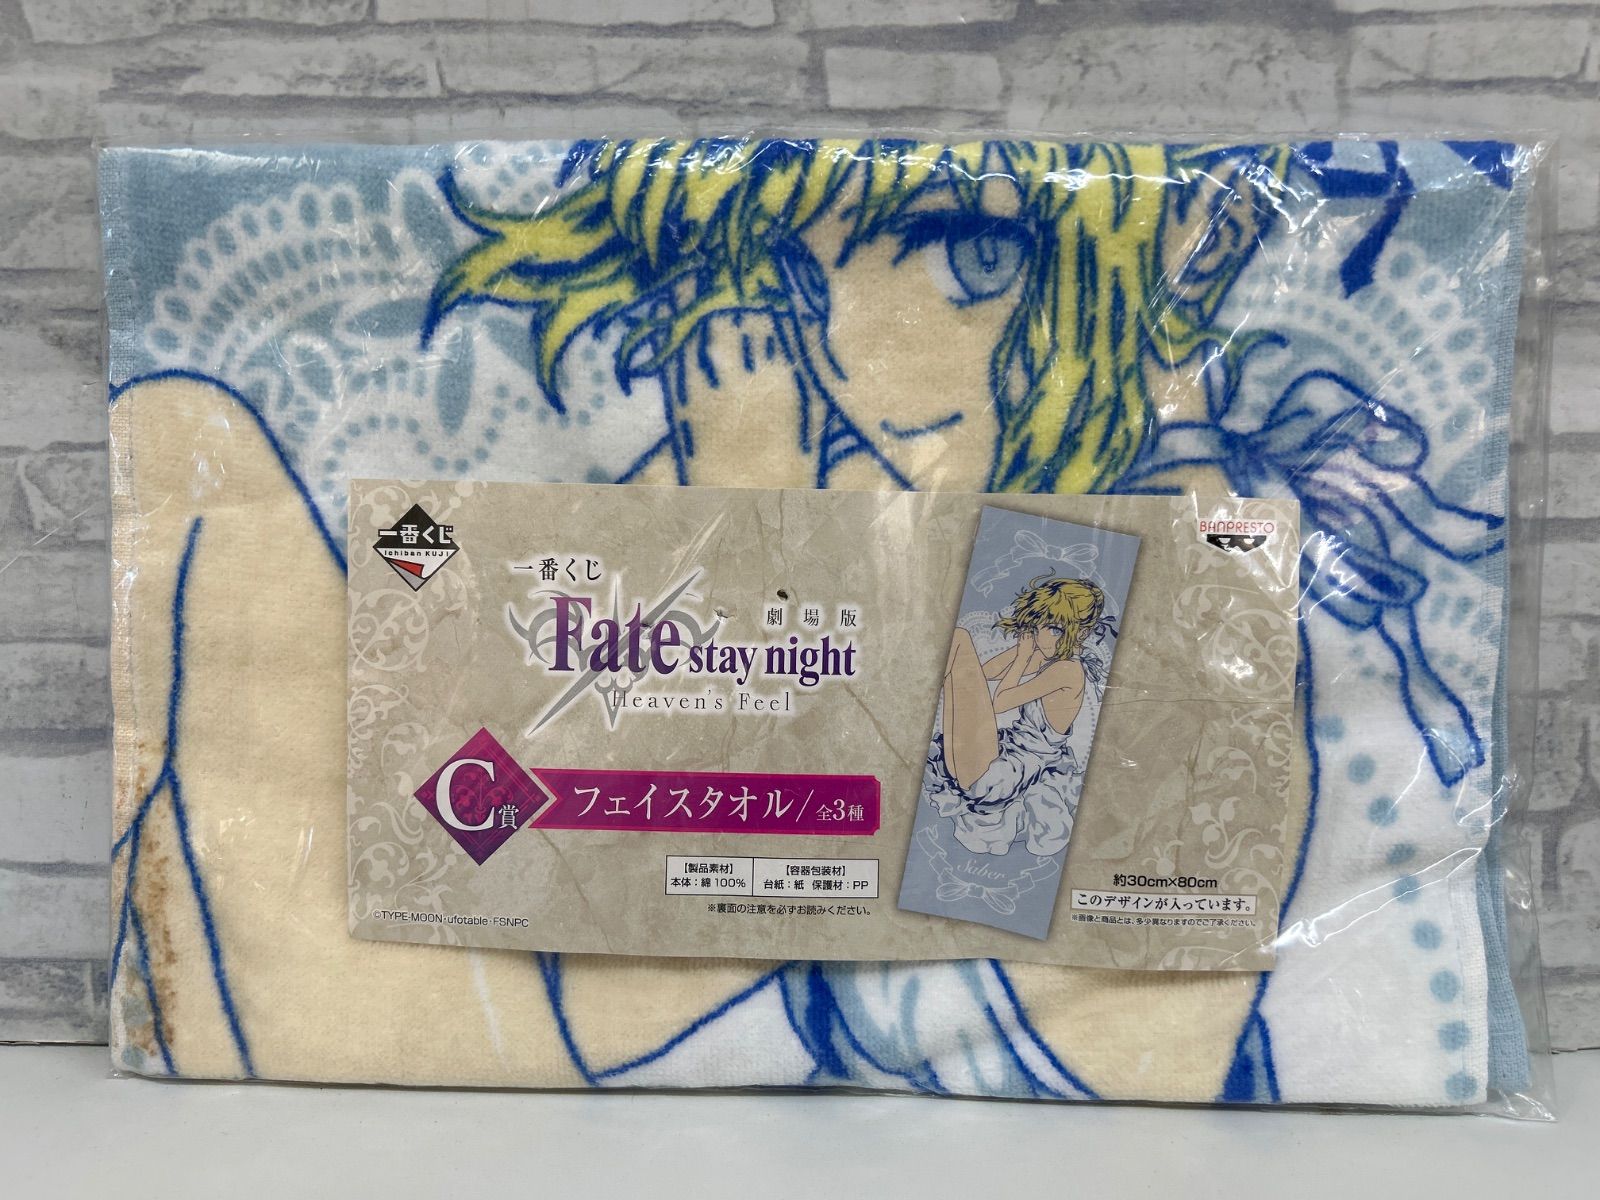 一番くじ
Ichiban KUJI
BANPRESTO
一番くじ
劇場版
Fate stay night
Heaven's Feel
C賞
フェイスタオル/全3種
【製品素材】
本体：綿100%
【容器包装材】
台紙：紙 保護材：PP
※裏面の注意を必ずお読みください。
©TYPE-MOON・ufotable・FSNPC
Saber
約30cm×80cm
このデザインが入っています。
※画像と商品とは、多少異なりますのでご了承ください。